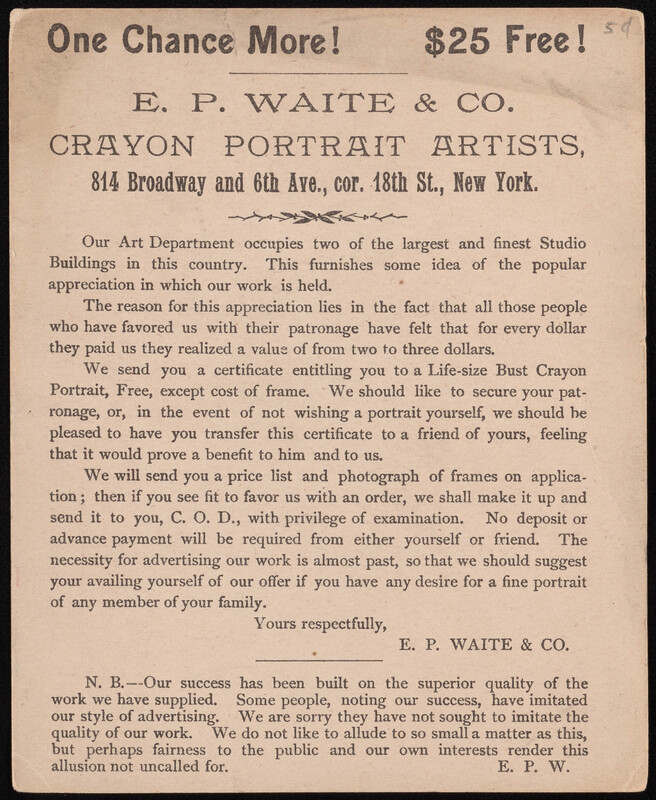 One Chance More! $25 Free!
5d
E. P. WAITE & CO.
CRAYON PORTRAIT ARTISTS,
814 Broadway and 6th Ave., cor. 18th St., New York.
Our Art Department occupies two of the largest and finest Studio
Buildings in this country. This furnishes some idea of the popular
appreciation in which our work is held.
The reason for this appreciation lies in the fact that all those people
who have favored us with their patronage have felt that for every dollar
they paid us they realized a value of from two to three dollars.
We send you a certificate entitling you to a Life-size Bust Crayon
Portrait, Free, except cost of frame. We should like to secure your pat-
ronage, or, in the event of not wishing a portrait yourself, we should be
pleased to have you transfer this certificate to a friend of yours, feeling
that it would prove a benefit to him and to us.
We will send you a price list and photograph of frames on applica-
tion; then if you see fit to favor us with an order, we shall make it up and
send it to you, C. O. D., with privilege of examination. No deposit or
advance payment will be required from either yourself or friend. The
necessity for advertising our work is almost past, so that we should suggest
your availing yourself of our offer if you have any desire for a fine portrait
of any member of your family.
Yours respectfully,
E. P. WAITE & CO.
N. B.—Our success has been built on the superior quality of the
work we have supplied. Some people, noting our success, have imitated
our style of advertising. We are sorry they have not sought to imitate the
quality of our work. We do not like to allude to so small a matter as this,
but perhaps fairness to the public and our own interests render this
allusion not uncalled for. E. P. W.